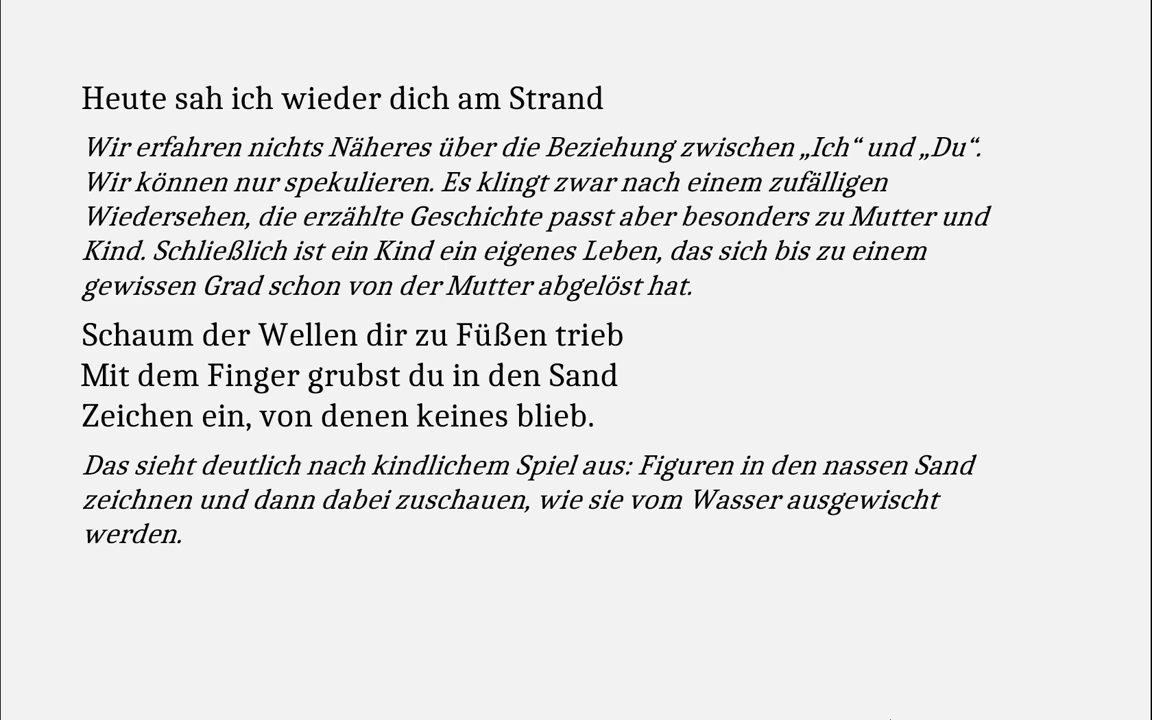 Heute sah ich wieder dich am Strand
Wir erfahren nichts Näheres über die Beziehung zwischen „Ich“ und „Du“.
Wir können nur spekulieren. Es klingt zwar nach einem zufälligen
Wiedersehen, die erzählte Geschichte passt aber besonders zu Mutter und
Kind. Schließlich ist ein Kind ein eigenes Leben, das sich bis zu einem
gewissen Grad schon von der Mutter abgelöst hat.
Schaum der Wellen dir zu Füßen trieb
Mit dem Finger grubst du in den Sand
Zeichen ein, von denen keines blieb.
Das sieht deutlich nach kindlichem Spiel aus: Figuren in den nassen Sand
zeichnen und dann dabei zuschauen, wie sie vom Wasser ausgewischt
werden.